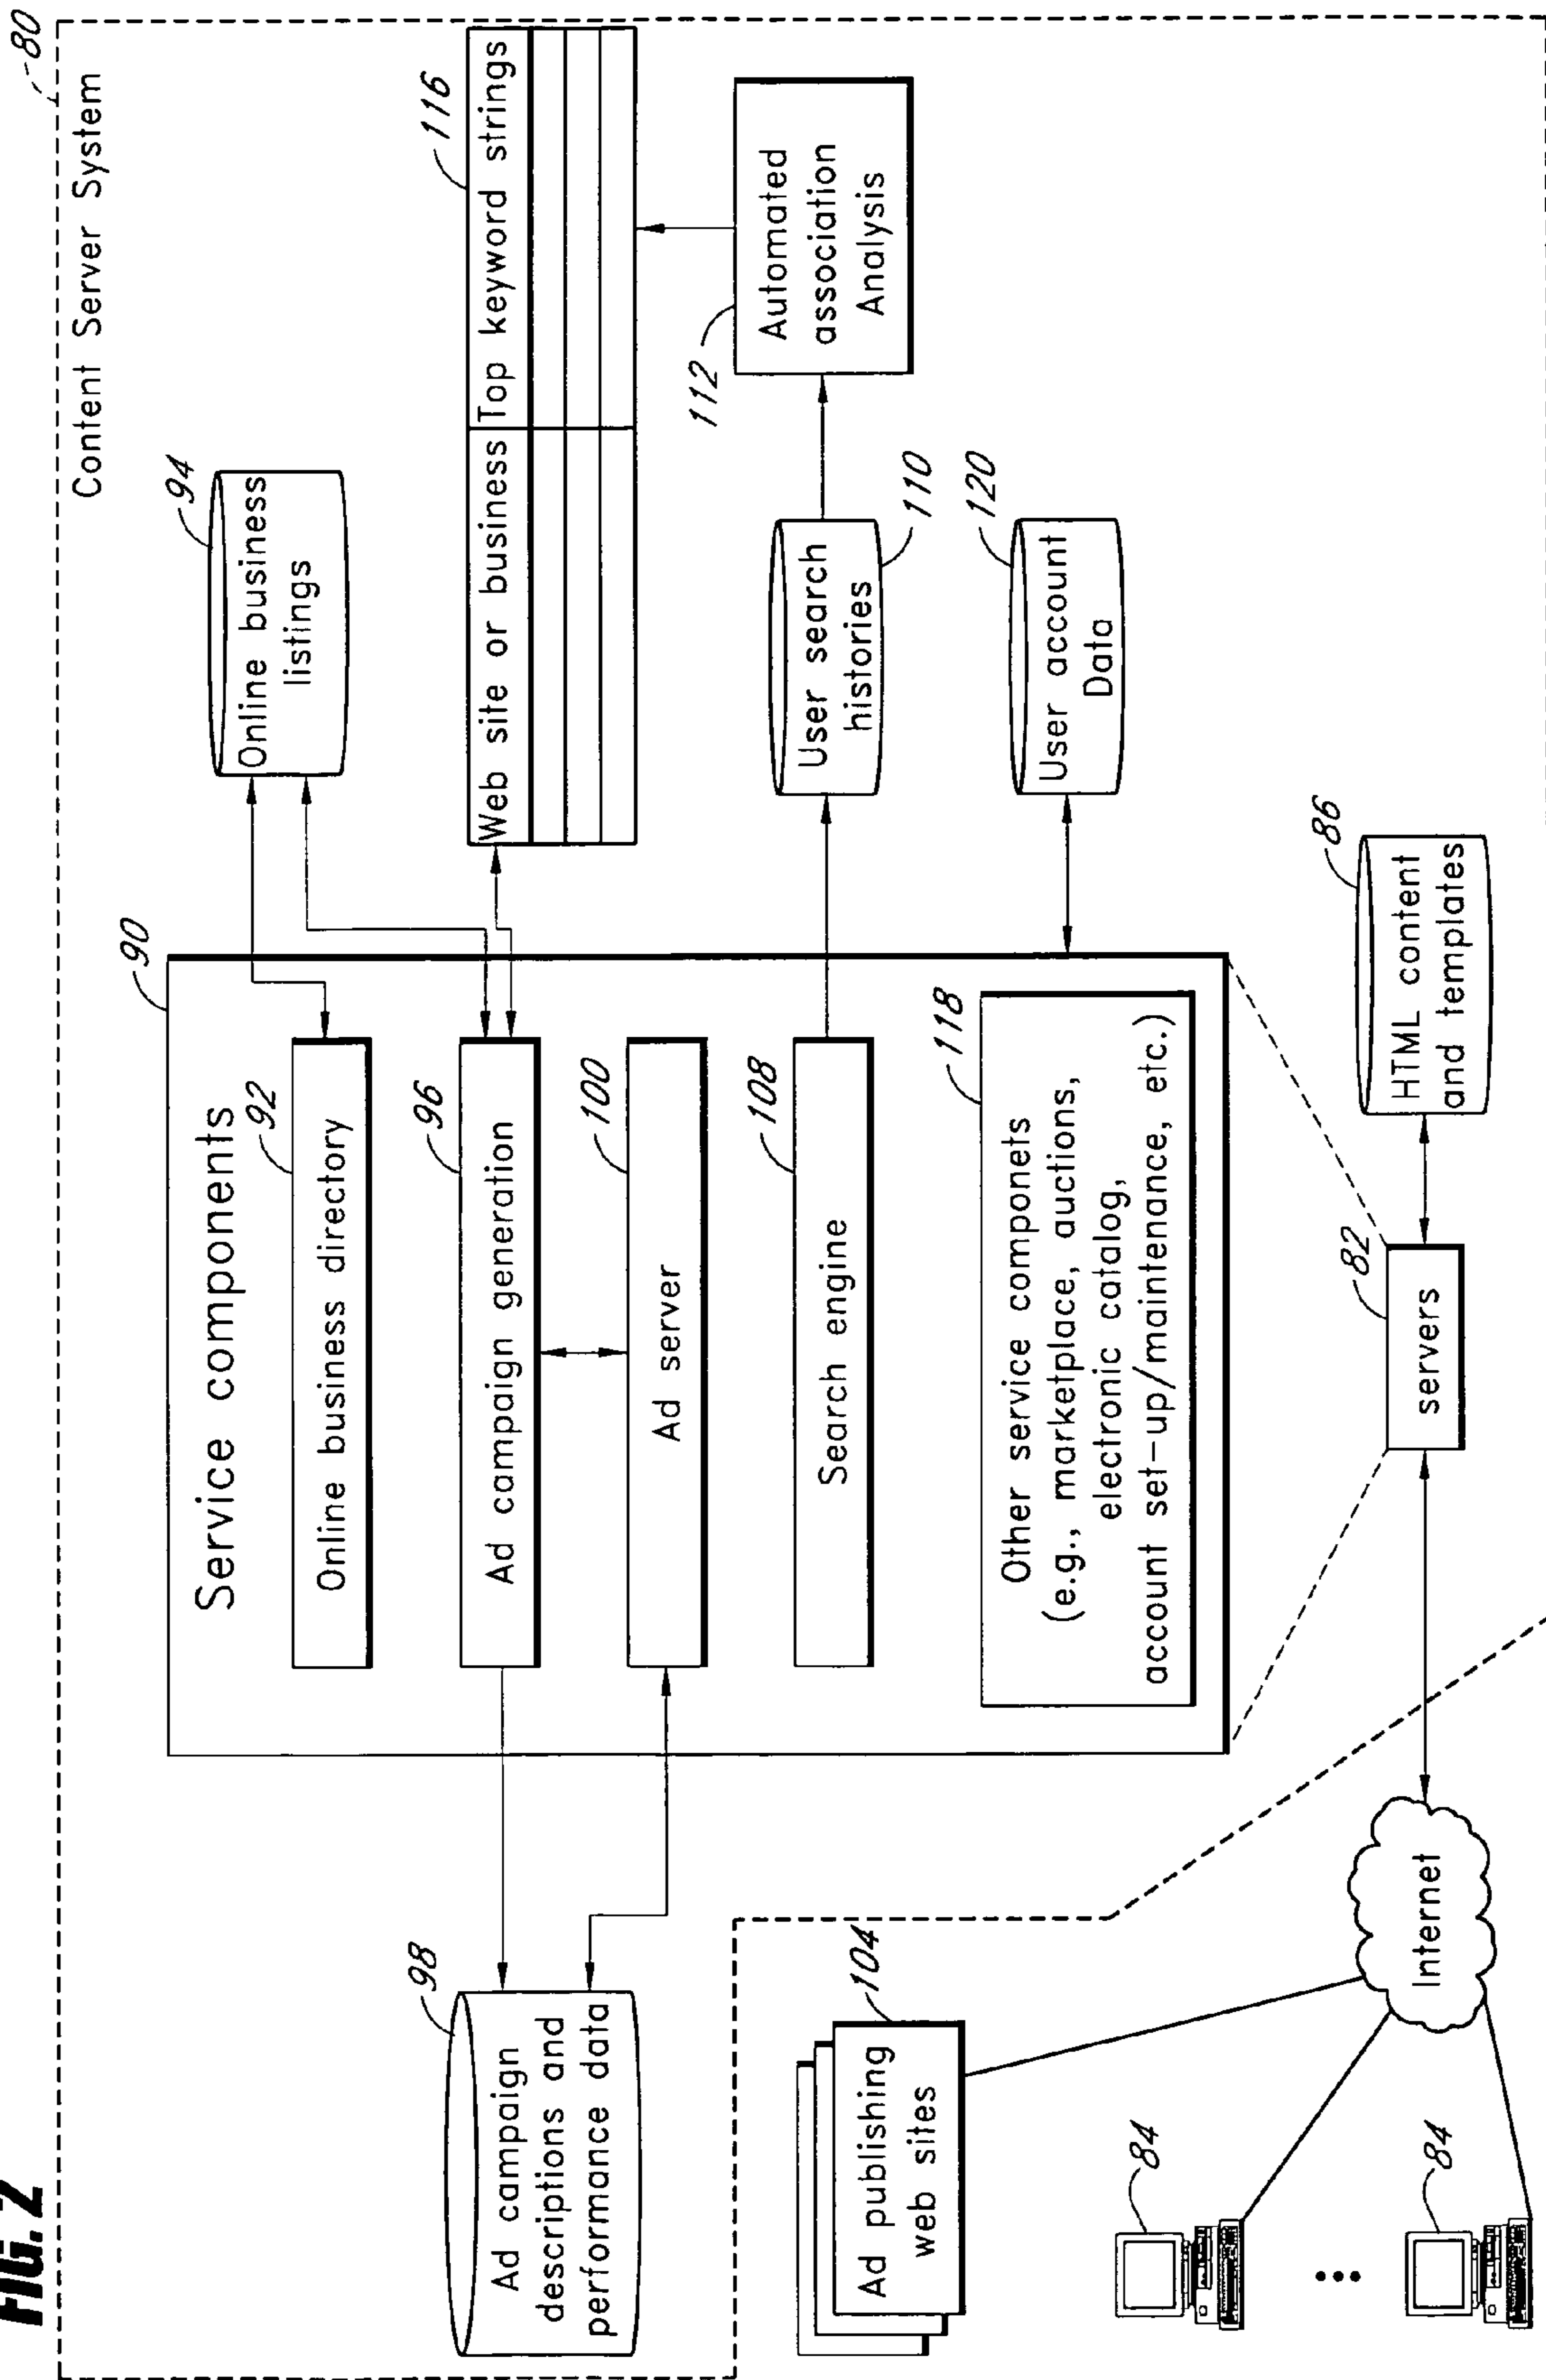 FIG. 2
80
Content Server System
90
Service components
92
Online business directory
96
Ad campaign generation
100
Ad server
108
Search engine
118
Other service componets
(e.g., marketplace, auctions,
electronic catalog,
account set-up/maintenance, etc.)
94
Online business
listings
116
Web site or business
Top keyword strings
112
Automated
association
Analysis
110
User search
histories
120
User account
Data
98
Ad campaign
descriptions and
performance data
104
Ad publishing
web sites
84
84
Internet
82
servers
86
HTML content
and templates